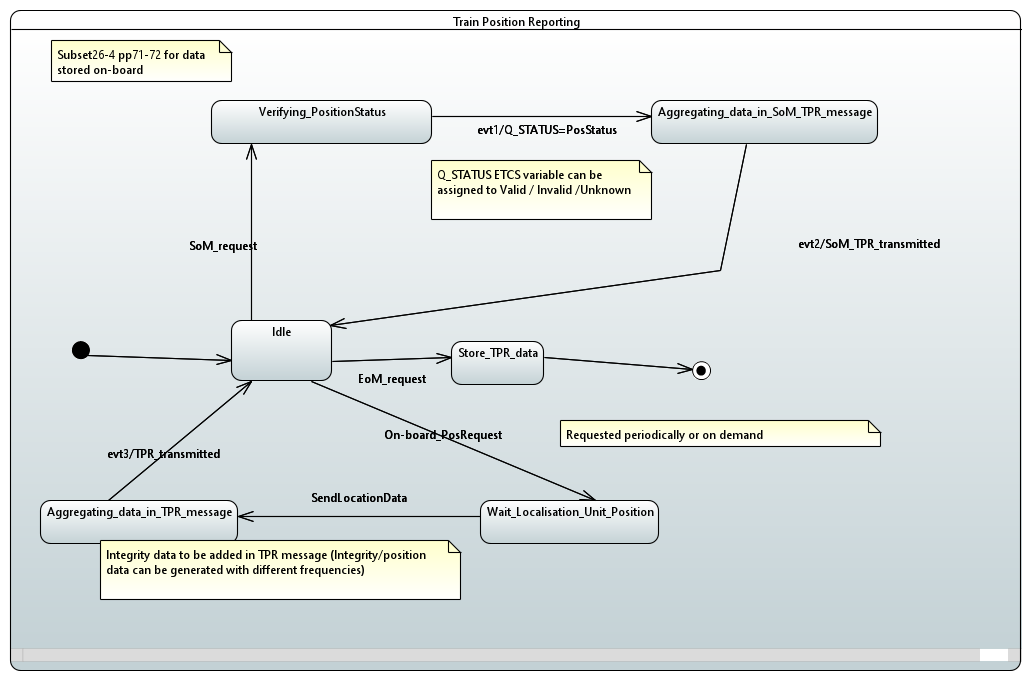 Train Position Reporting
Subset26-4 pp71-72 for data
stored on-board
Verifying_PositionStatus
Aggregating_data_in_SoM_TPR_message
evt1/Q_STATUS=PosStatus
Q_STATUS ETCS variable can be
assigned to Valid / Invalid /Unknown
SoM_request
evt2/SoM_TPR_transmitted
Idle
Store_TPR_data
EoM_request
On-board_PosRequest
Requested periodically or on demand
evt3/TPR_transmitted
SendLocationData
Aggregating_data_in_TPR_message
Wait_Localisation_Unit_Position
Integrity data to be added in TPR message (Integrity/position
data can be generated with different frequencies)